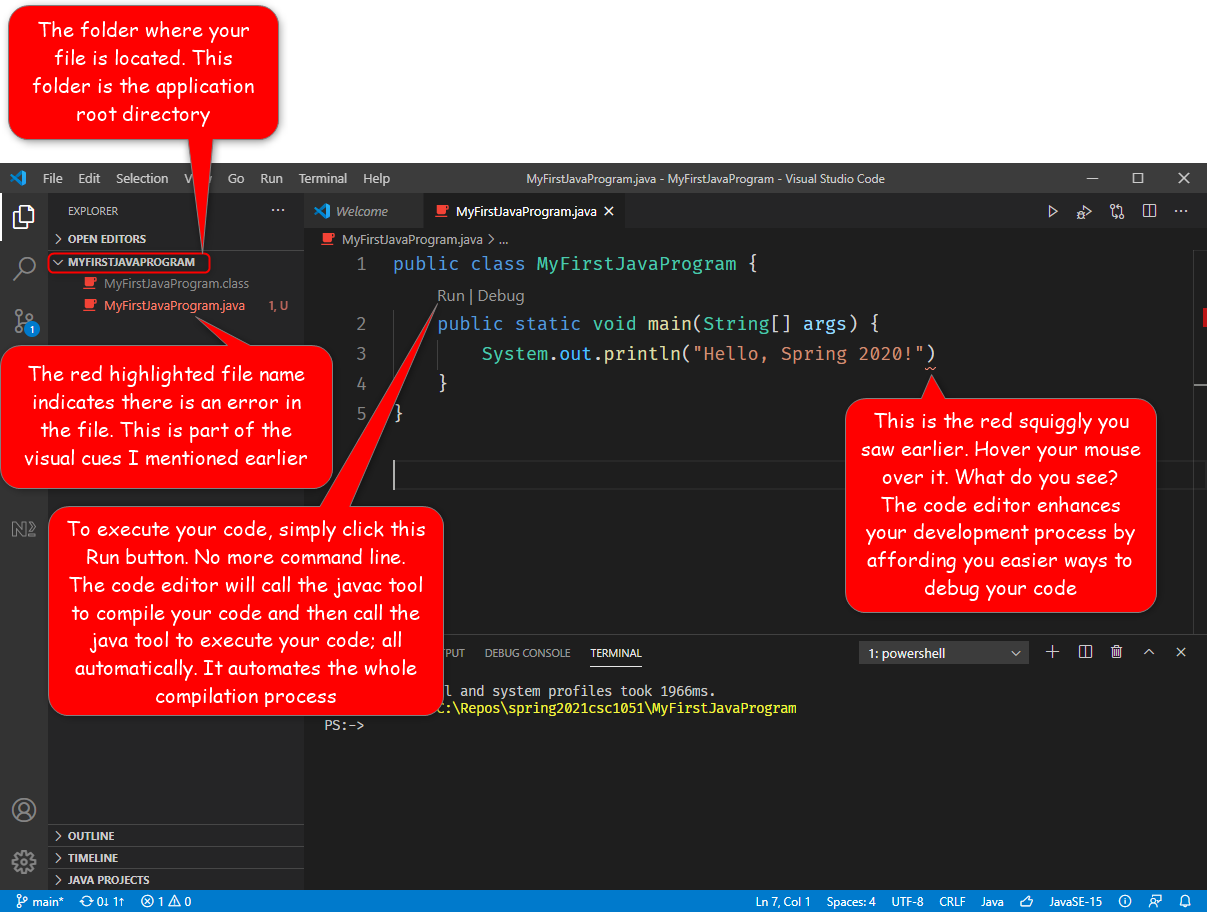 The folder where your
file is located. This
folder is the application
root directory
File Edit Selection Go Run Terminal Help
MyFirstJavaProgram.java - MyFirstJavaProgram - Visual Studio Code
EXPLORER ...
Welcome
MyFirstJavaProgram.java
OPEN EDITORS
MyFirstJavaProgram.java > ...
MYFIRSTJAVAPROGRAM
MyFirstJavaProgram.class
MyFirstJavaProgram.java 1, U
1
1 public class MyFirstJavaProgram {
Run | Debug
2 public static void main(String[] args) {
3 System.out.println("Hello, Spring 2020!")
4 }
5 }
The red highlighted file name
indicates there is an error in
the file. This is part of the
visual cues I mentioned earlier
This is the red squiggly you
saw earlier. Hover your mouse
over it. What do you see?
The code editor enhances
your development process by
affording you easier ways to
debug your code
To execute your code, simply click this
Run button. No more command line.
The code editor will call the javac tool
to compile your code and then call the
java tool to execute your code; all
automatically. It automates the whole
compilation process
DEBUG CONSOLE TERMINAL 1: powershell
and system profiles took 1966ms.
C:\Repos\spring2021csc1051\MyFirstJavaProgram
PS:->
OUTLINE
TIMELINE
JAVA PROJECTS
main* 0↓ 1↑ 1 0 Ln 7, Col 1 Spaces: 4 UTF-8 CRLF Java JavaSE-15